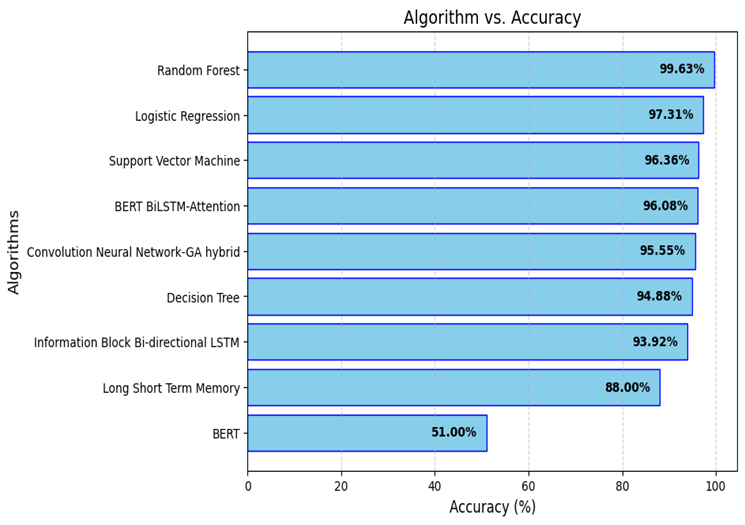 Algorithm vs. Accuracy
Algorithms
Random Forest 99.63%
Logistic Regression 97.31%
Support Vector Machine 96.36%
BERT BiLSTM-Attention 96.08%
Convolution Neural Network-GA hybrid 95.55%
Decision Tree 94.88%
Information Block Bi-directional LSTM 93.92%
Long Short Term Memory 88.00%
BERT 51.00%
0 20 40 60 80 100
Accuracy (%)